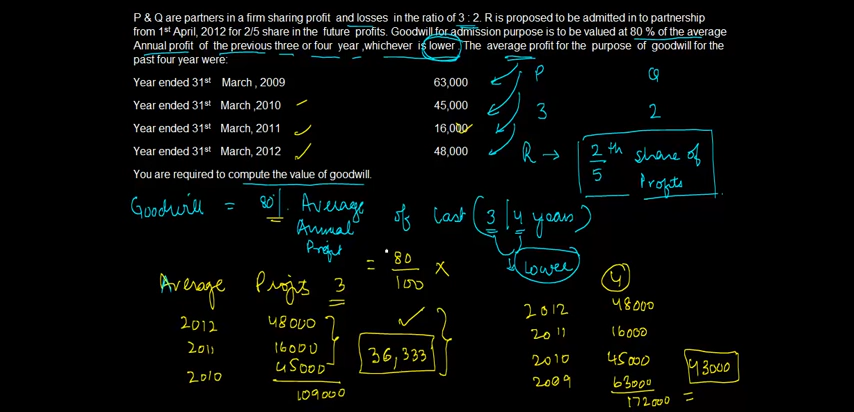 P & Q are partners in a firm sharing profit and losses in the ratio of 3 : 2. R is proposed to be admitted in to partnership
from 1st April, 2012 for 2/5 share in the future profits. Goodwill for admission purpose is to be valued at 80 % of the average
Annual profit of the previous three or four year ,whichever is lower. The average profit for the purpose of goodwill for the
past four year were:
Year ended 31st March, 2009 63,000
Year ended 31st March,2010 45,000
Year ended 31st March, 2011 16,000
Year ended 31st March, 2012 48,000
You are required to compute the value of goodwill.
P Q
3 2
R → 2/5 th share of
Profits
Goodwill = 80% Average
Annual
Profit
of last (3 | 4 years)
Lower
= 80/100 ×
Average Profits 3
2012 48000
2011 16000
2010 45000
109000
36,333
4
2012 48000
2011 16000
2010 45000
2009 63000
172000 =
43000